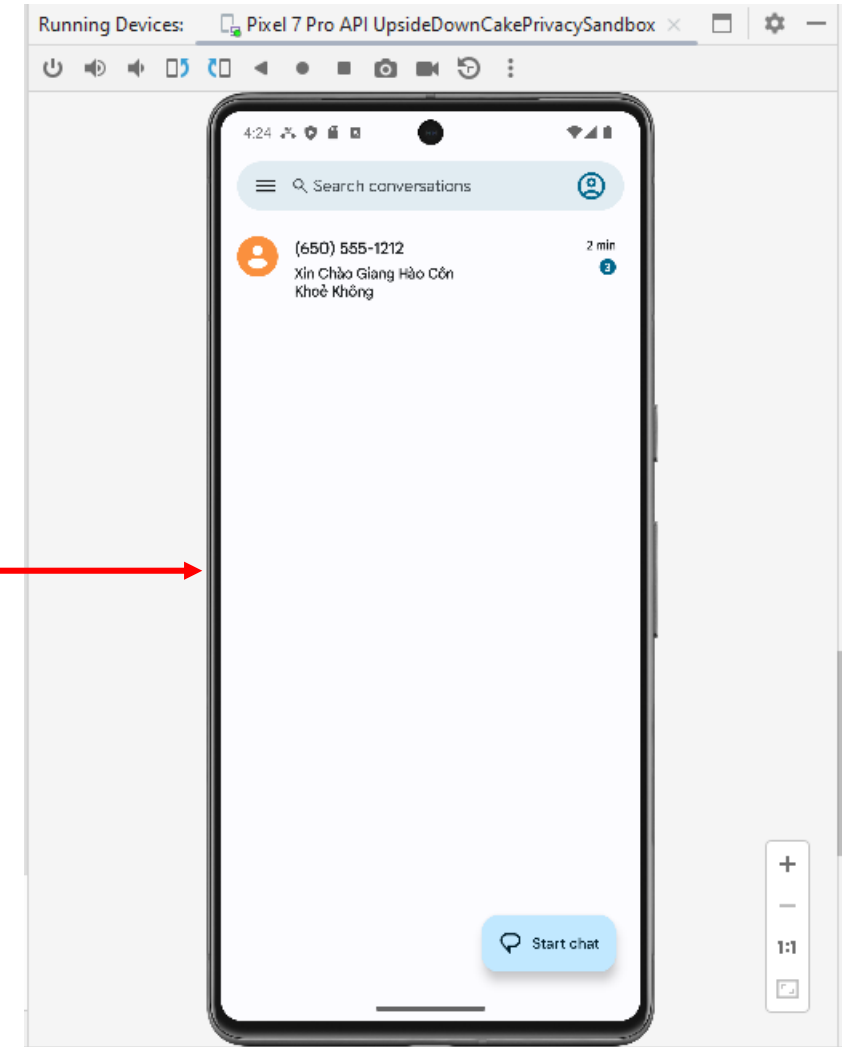 Running Devices: Pixel 7 Pro API UpsideDownCakePrivacySandbox
4:24
Search conversations
(650) 555-1212
2 min
Xin Chào Giang Hào Côn
3
Khoẻ Không
Start chat
1:1